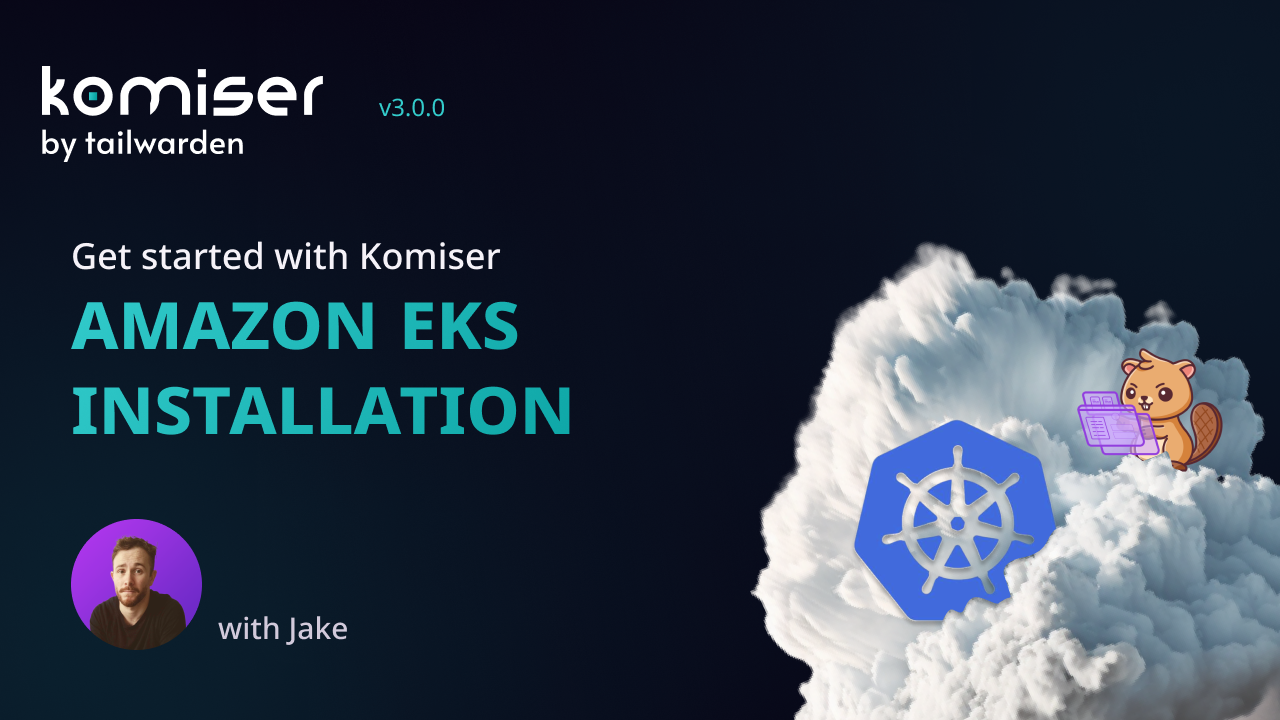 komiser
v3.0.0
by tailwarden
Get started with Komiser
AMAZON EKS
INSTALLATION
with Jake